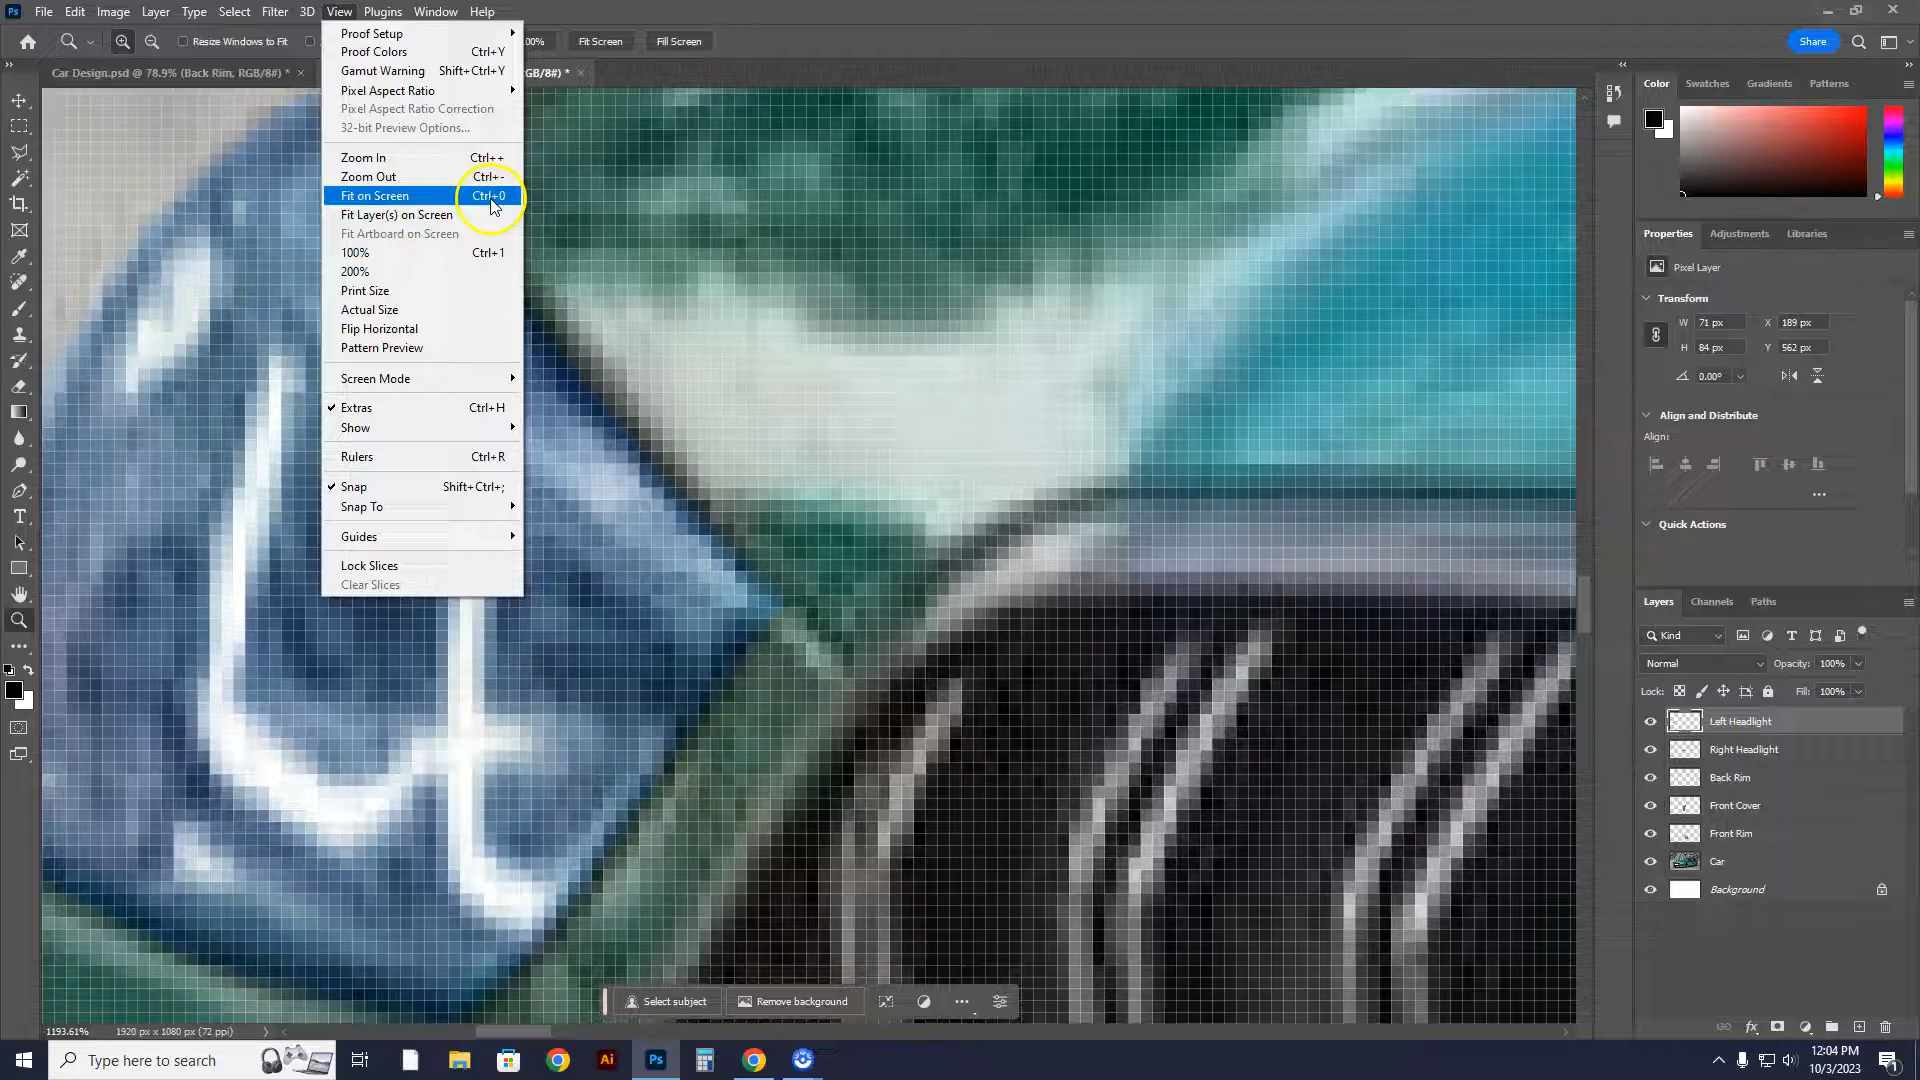 Ps File Edit Image Layer Type Select Filter 3D View Plugins Window Help
Resize Windows to Fit 00% Fit Screen Fill Screen Share
Car Design.psd @ 78.9% (Back Rim, RGB/8#) * × GB/8#) * ×
Proof Setup
Proof Colors Ctrl+Y
Gamut Warning Shift+Ctrl+Y
Pixel Aspect Ratio
Pixel Aspect Ratio Correction
32-bit Preview Options...
Zoom In Ctrl++
Zoom Out Ctrl+-
Fit on Screen Ctrl+0
Fit Layer(s) on Screen
Fit Artboard on Screen
100% Ctrl+1
200%
Print Size
Actual Size
Flip Horizontal
Pattern Preview
Screen Mode
Extras Ctrl+H
Show
Rulers Ctrl+R
Snap Shift+Ctrl+;
Snap To
Guides
Lock Slices
Clear Slices
Color Swatches Gradients Patterns
Properties Adjustments Libraries
Pixel Layer
Transform
W 71 px X 189 px
H 84 px Y 562 px
0.00°
Align and Distribute
Align:
Quick Actions
Layers Channels Paths
Kind
Normal Opacity: 100%
Lock: Fill: 100%
Left Headlight
Right Headlight
Back Rim
Front Cover
Front Rim
Car
Background
Select subject Remove background
1193.61% 1920 px x 1080 px (72 ppi)
Type here to search Ai Ps 12:04 PM
10/3/2023
1